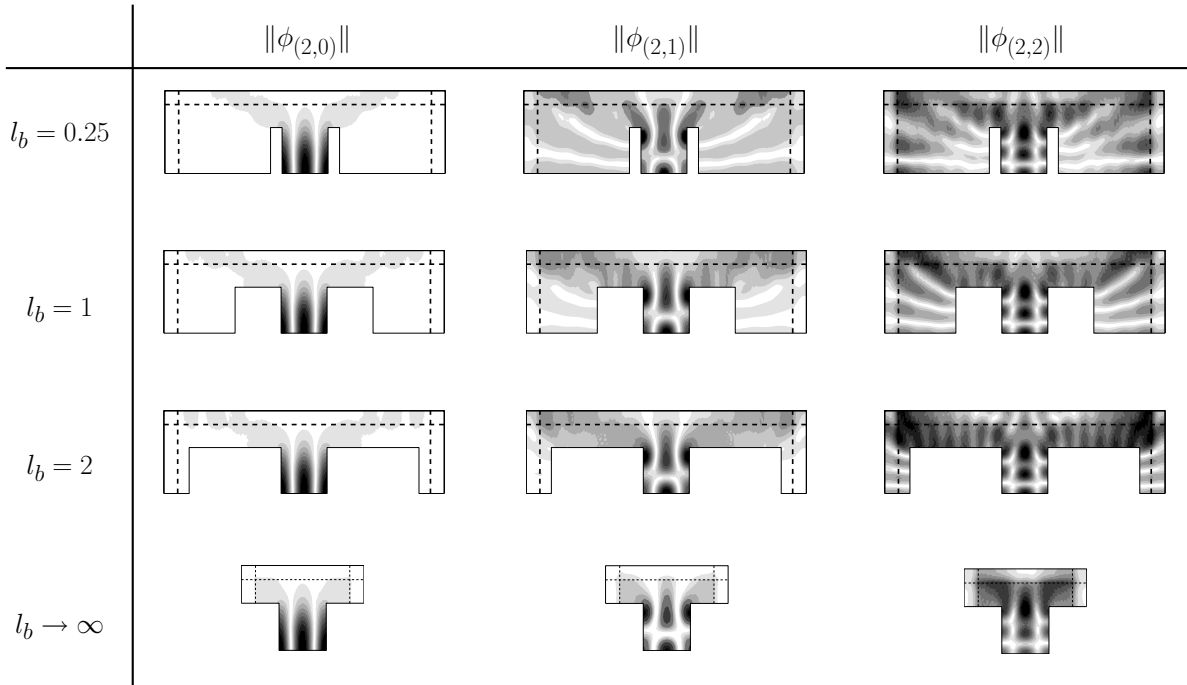 ‖ϕ(2,0)‖ ‖ϕ(2,1)‖ ‖ϕ(2,2)‖
l_b = 0.25
l_b = 1
l_b = 2
l_b → ∞